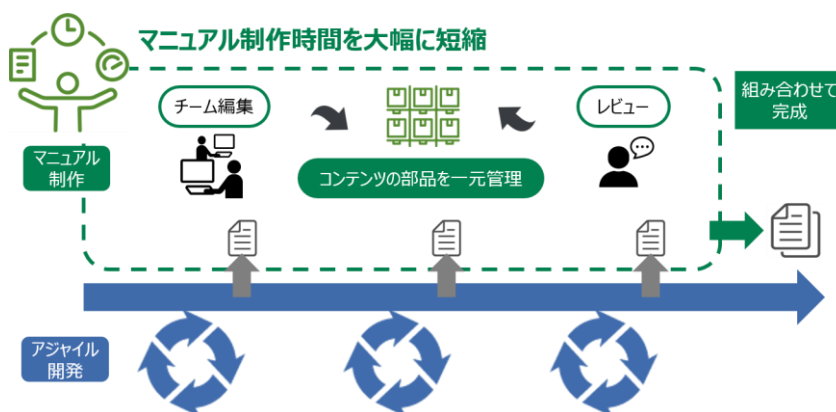 マニュアル制作時間を大幅に短縮
チーム編集
レビュー
組み合わせて
完成
マニュアル
制作
コンテンツの部品を一元管理
アジャイル
開発